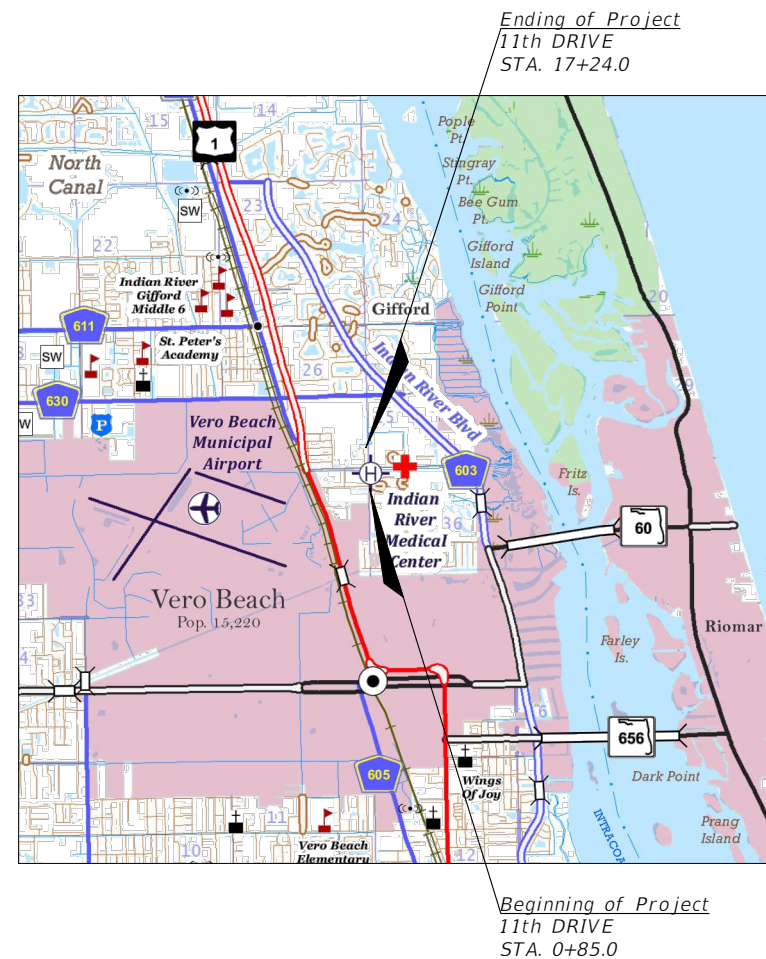 Ending of Project
11th DRIVE
STA. 17+24.0
15
14
1
North
Canal
SW
23
24
22
Pople
Pt.
Stingray
Pt.
Bee Gum
Pt.
Gifford
Island
Gifford
Point
20
Indian River
Gifford
Middle 6
Gifford
611
SW
St. Peter's
Academy
26
Indian River Blvd
630
W
P
Vero Beach
Municipal
Airport
H
603
Indian
River
Medical
Center
36
Fritz
Is.
60
Vero Beach
Pop. 15,220
33
Riomar
Farley
Is.
656
605
Wings
Of Joy
Dark Point
Prang
Island
INTRACOA
11
10
12
Vero Beach
Elementary
Beginning of Project
11th DRIVE
STA. 0+85.0